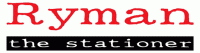 Ryman
the stationer